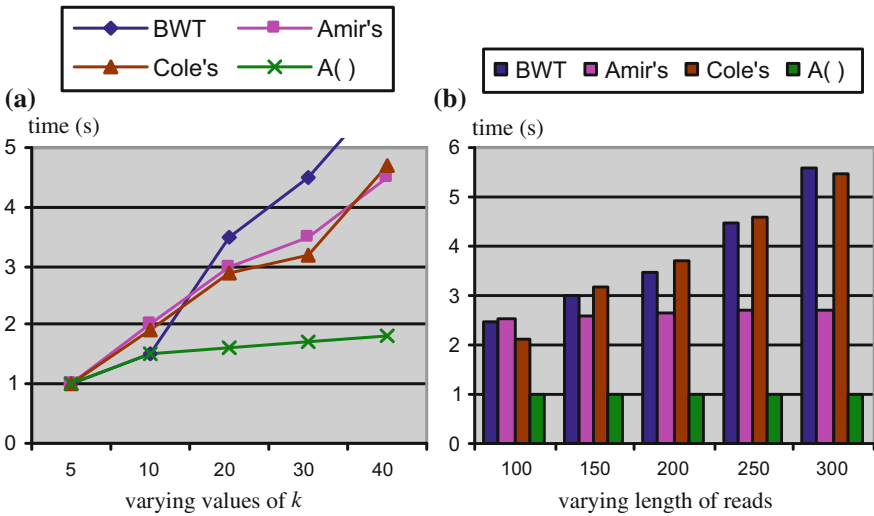 BWT Amir's
Cole's A( )
(a)
time (s)
5
4
3
2
1
0
5 10 20 30 40
varying values of k
BWT Amir's Cole's A( )
(b)
time (s)
6
5
4
3
2
1
0
100 150 200 250 300
varying length of reads